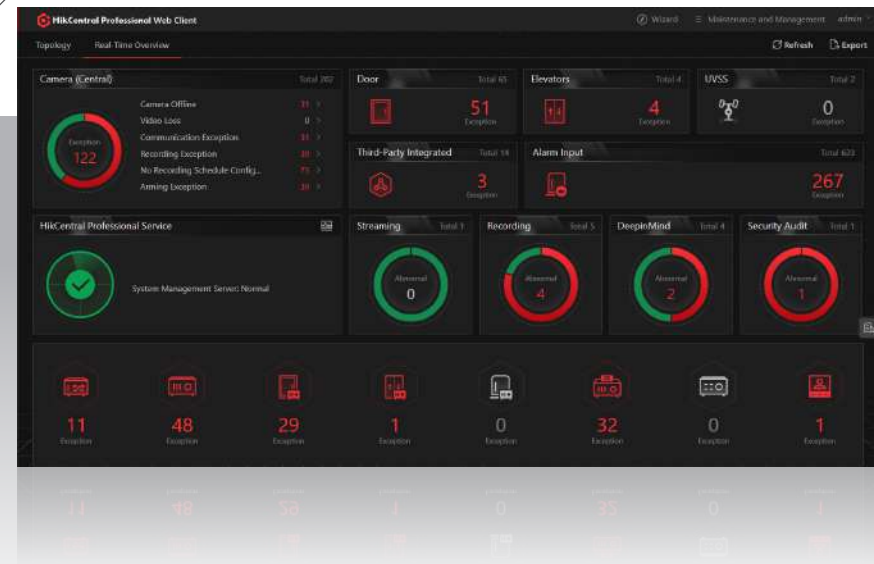 HikCentral Professional Web Client
Wizard
Maintenance and Management
admin
Topology
Real-Time Overview
Refresh
Export
Camera (Central)
Total 202
Exception
122
Camera Offline
Video Loss
0
Communication Exception
Recording Exception
No Recording Schedule Config...
Arming Exception
Door
Total 65
51
Exception
Elevators
Total 4
4
Exception
UVSS
Total 2
0
Exception
Third-Party Integrated
3
Exception
Alarm Input
Total 623
267
Exception
HikCentral Professional Service
System Management Server: Normal
Streaming
Total 1
Abnormal
0
Recording
Total 5
Abnormal
4
DeepinMind
Total 4
Abnormal
2
Security Audit
Total 1
Abnormal
1
11
Exception
48
Exception
29
Exception
1
Exception
0
Exception
32
Exception
0
Exception
1
Exception